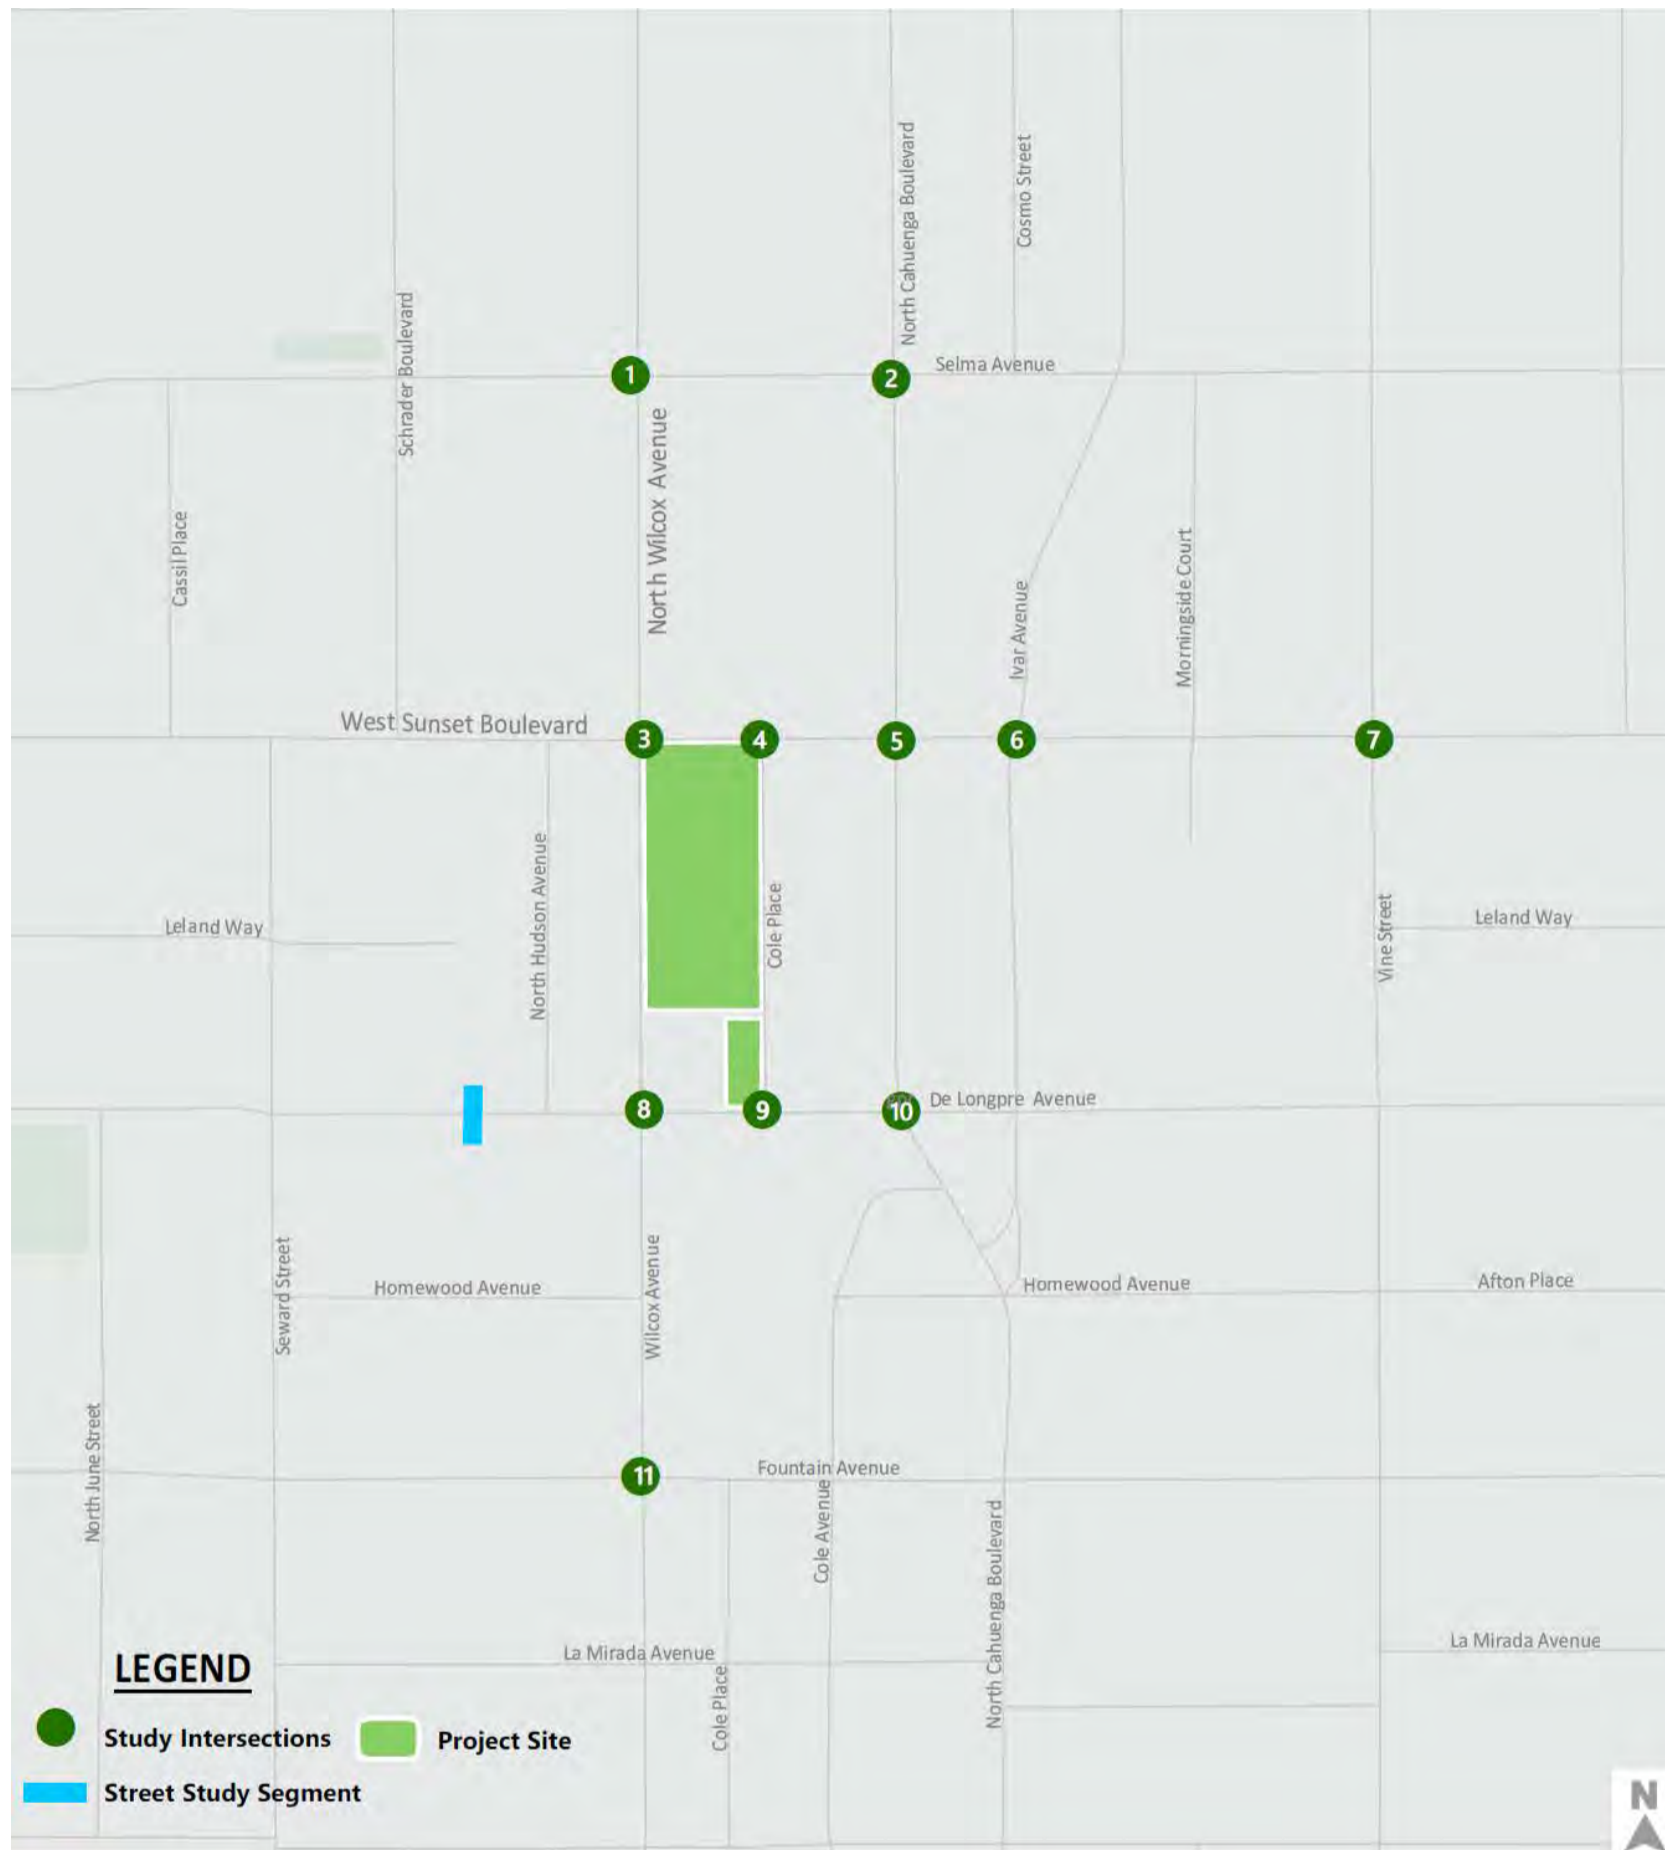 North Cahuenga Boulevard
Cosmo Street
Schrader Boulevard
1
2
Selma Avenue
North Wilcox Avenue
Cassil Place
Ivar Avenue
Morningside Court
West Sunset Boulevard
3
4
5
6
7
North Hudson Avenue
Cole Place
Vine Street
Leland Way
Leland Way
8
9
10
De Longpre Avenue
Seward Street
Wilcox Avenue
Homewood Avenue
Homewood Avenue
Afton Place
North June Street
11
Fountain Avenue
Cole Avenue
North Cahuenga Boulevard
La Mirada Avenue
La Mirada Avenue
Cole Place
LEGEND
Study Intersections
Project Site
Street Study Segment
N